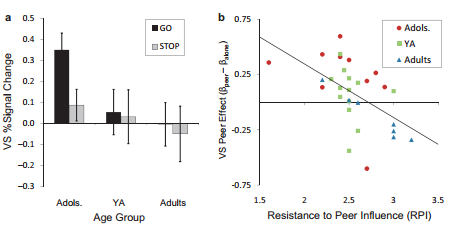 a
0.5
0.4
0.3
0.2
0.1
0.0
−0.1
−0.2
−0.3
VS %Signal Change
GO
STOP
Adols.
YA
Adults
Age Group
b
0.75
0.25
-0.25
-0.75
VS Peer Effect (βpeer− βalone)
Adols.
YA
Adults
1.5
2
2.5
3
3.5
Resistance to Peer Influence (RPI)